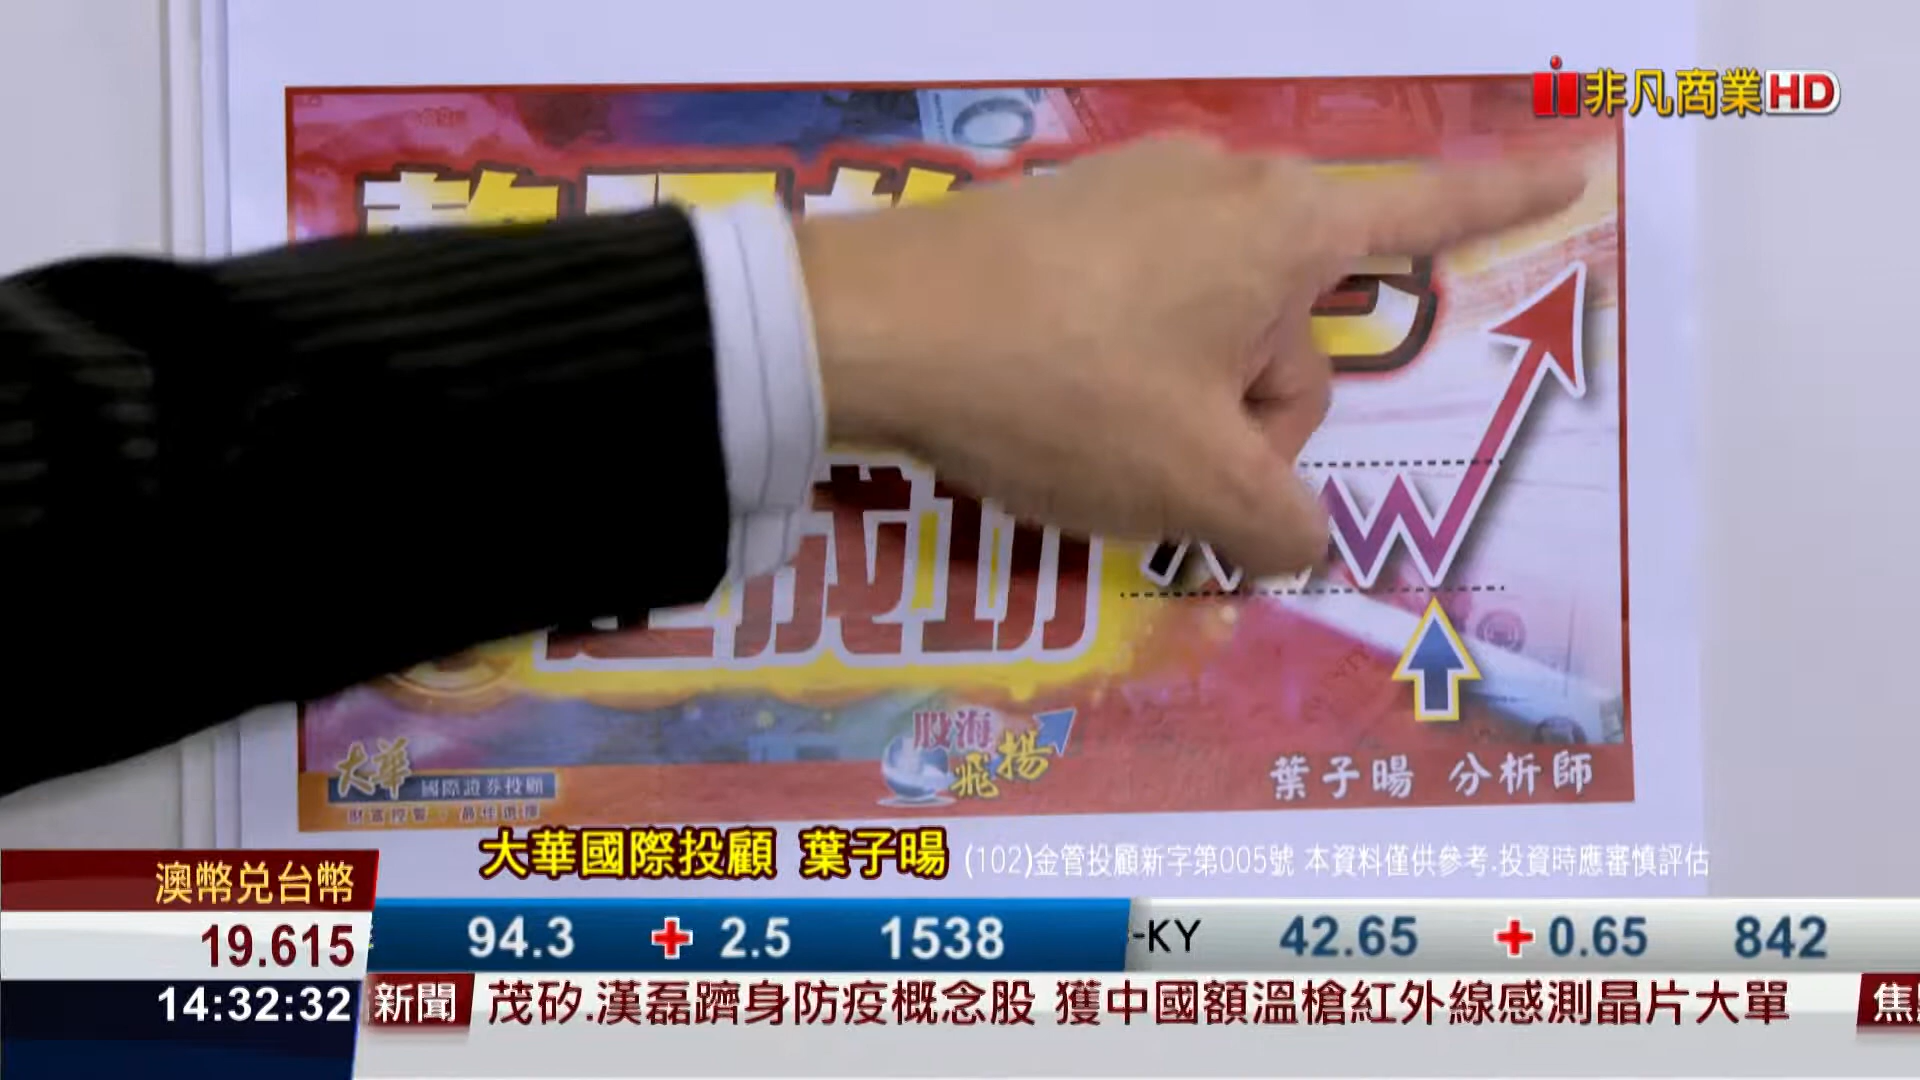 非凡商業HD
成功
股海
飛揚
大華
國際證券投顧
葉子暘 分析師
大華國際投顧 葉子暘 (102)金管投顧新字第005號 本資料僅供參考.投資時應審慎評估
澳幣兌台幣
19.615
94.3 + 2.5 1538 -KY 42.65 + 0.65 842
14:32:32
新聞 茂矽.漢磊躋身防疫概念股 獲中國額溫槍紅外線感測晶片大單